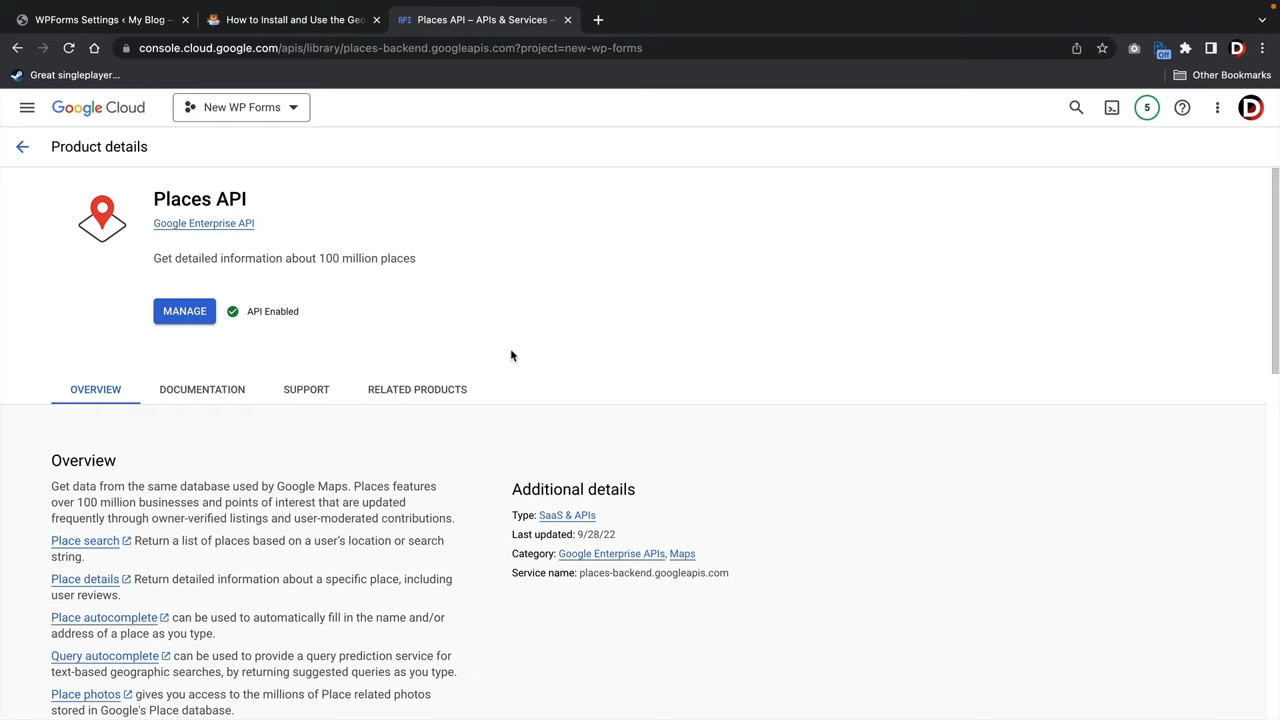 WPForms Settings ‹ My Blog —
How to Install and Use the Geo
API Places API – APIs & Services –
console.cloud.google.com/apis/library/places-backend.googleapis.com?project=new-wp-forms
Off
D
Great singleplayer...
Other Bookmarks
Google Cloud
New WP Forms
5
D
Product details
Places API
Google Enterprise API
Get detailed information about 100 million places
MANAGE
API Enabled
OVERVIEW
DOCUMENTATION
SUPPORT
RELATED PRODUCTS
Overview
Get data from the same database used by Google Maps. Places features
over 100 million businesses and points of interest that are updated
frequently through owner-verified listings and user-moderated contributions.
Place search Return a list of places based on a user's location or search
string.
Place details Return detailed information about a specific place, including
user reviews.
Place autocomplete can be used to automatically fill in the name and/or
address of a place as you type.
Query autocomplete can be used to provide a query prediction service for
text-based geographic searches, by returning suggested queries as you type.
Place photos gives you access to the millions of Place related photos
stored in Google's Place database.
Additional details
Type: SaaS & APIs
Last updated: 9/28/22
Category: Google Enterprise APIs, Maps
Service name: places-backend.googleapis.com